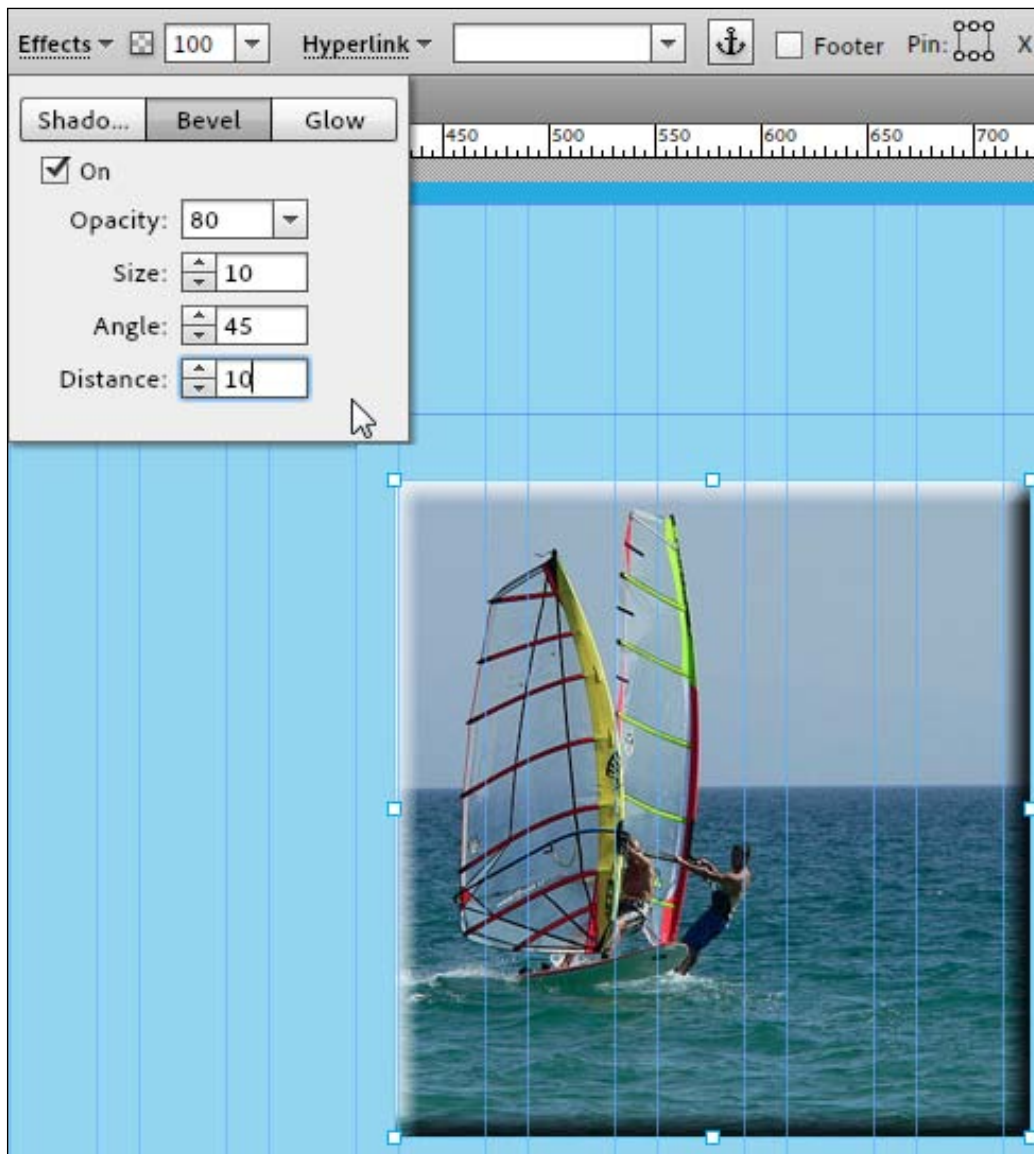 Effects 100 Hyperlink Footer Pin: X
Shado... Bevel Glow
450 500 550 600 650 700
On
Opacity: 80
Size: 10
Angle: 45
Distance: 10